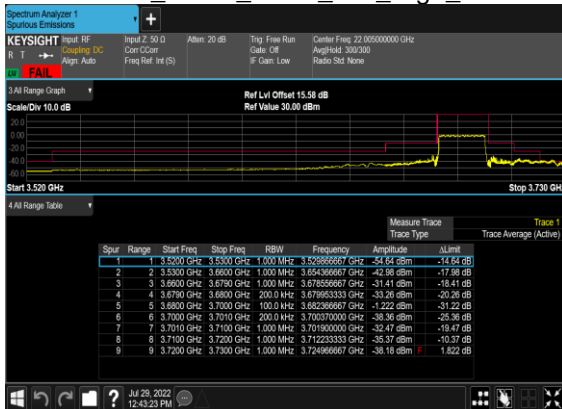 Spectrum Analyzer 1
Spurious Emissions
KEYSIGHT Input: RF Input Z: 50 Ω Atten: 20 dB Trig: Free Run Center Freq: 22.005000000 GHz
R T Coupling: DC Corr CCorr Gate: Off Avg|Hold: 300/300
Align: Auto Freq Ref: Int (S) IF Gain: Low Radio Std: None
FAIL
3 All Range Graph Ref Lvl Offset 15.58 dB
Scale/Div 10.0 dB Ref Value 30.00 dBm
20.0
0.00
-20.0
-40.0
-60.0
Start 3.520 GHz Stop 3.730 GHz
4 All Range Table
Measure Trace Trace 1
Trace Type Trace Average (Active)
Spur Range Start Freq Stop Freq RBW Frequency Amplitude ΔLimit
1 1 3.5200 GHz 3.5300 GHz 1.000 MHz 3.529866667 GHz -54.64 dBm -14.64 dB
2 2 3.5300 GHz 3.6600 GHz 1.000 MHz 3.654366667 GHz -42.98 dBm -17.98 dB
3 3 3.6600 GHz 3.6790 GHz 1.000 MHz 3.678556667 GHz -31.41 dBm -18.41 dB
4 4 3.6790 GHz 3.6800 GHz 200.0 kHz 3.679953333 GHz -33.26 dBm -20.26 dB
5 5 3.6800 GHz 3.7000 GHz 100.0 kHz 3.682366667 GHz -1.222 dBm -31.22 dB
6 6 3.7000 GHz 3.7010 GHz 200.0 kHz 3.700370000 GHz -38.36 dBm -25.36 dB
7 7 3.7010 GHz 3.7100 GHz 1.000 MHz 3.701900000 GHz -32.47 dBm -19.47 dB
8 8 3.7100 GHz 3.7200 GHz 1.000 MHz 3.712233333 GHz -35.37 dBm -10.37 dB
9 9 3.7200 GHz 3.7300 GHz 1.000 MHz 3.724966667 GHz -38.18 dBm F 1.822 dB
Jul 29, 2022
12:43:23 PM